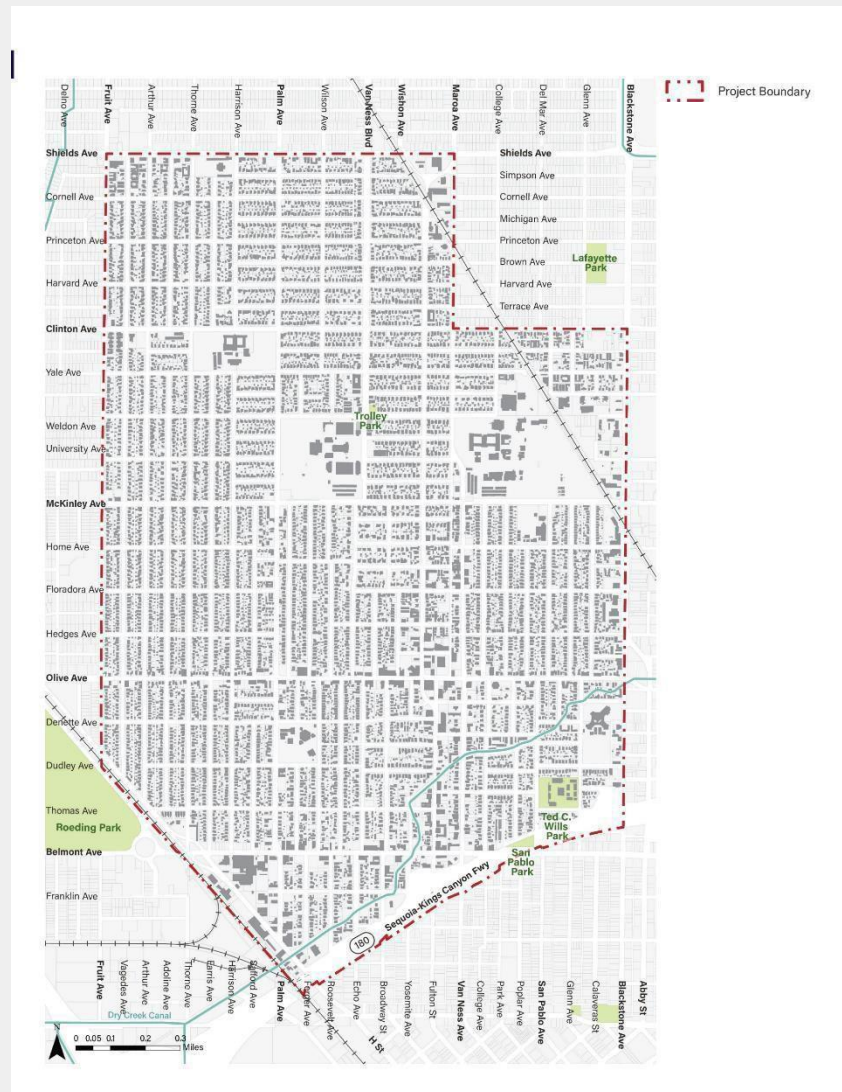 Project Boundary
Delno Ave
Fruit Ave
Arthur Ave
Thorne Ave
Harrison Ave
Palm Ave
Wilson Ave
Van Ness Blvd
Wishon Ave
Maroa Ave
College Ave
Del Mar Ave
Glenn Ave
Blackstone Ave
Shields Ave
Cornell Ave
Princeton Ave
Harvard Ave
Clinton Ave
Yale Ave
Weldon Ave
University Ave
McKinley Ave
Home Ave
Floradora Ave
Hedges Ave
Olive Ave
Dudley Ave
Thomas Ave
Roeding Park
Belmont Ave
Franklin Ave
Shields Ave
Simpson Ave
Cornell Ave
Michigan Ave
Princeton Ave
Brown Ave
Harvard Ave
Terrace Ave
Lafayette
Park
Trolley
Park
Ted C.
Wills
Park
San
Pablo
Park
Sequoia-Kings Canyon Fwy
180
Fruit Ave
Vagedes Ave
Arthur Ave
Adoline Ave
Thorne Ave
Farris Ave
Harrison Ave
Safford Ave
Palm Ave
Ave
Roosevelt Ave
Echo Ave
Broadway St
Yosemite Ave
Fulton St
Van Ness Ave
College Ave
Park Ave
Poplar Ave
San Pablo Ave
Glenn Ave
Calaveras St
Blackstone Ave
Abby St
Dry Creek Canal
H St
N
0 0.05 0.1 0.2 0.3
Miles